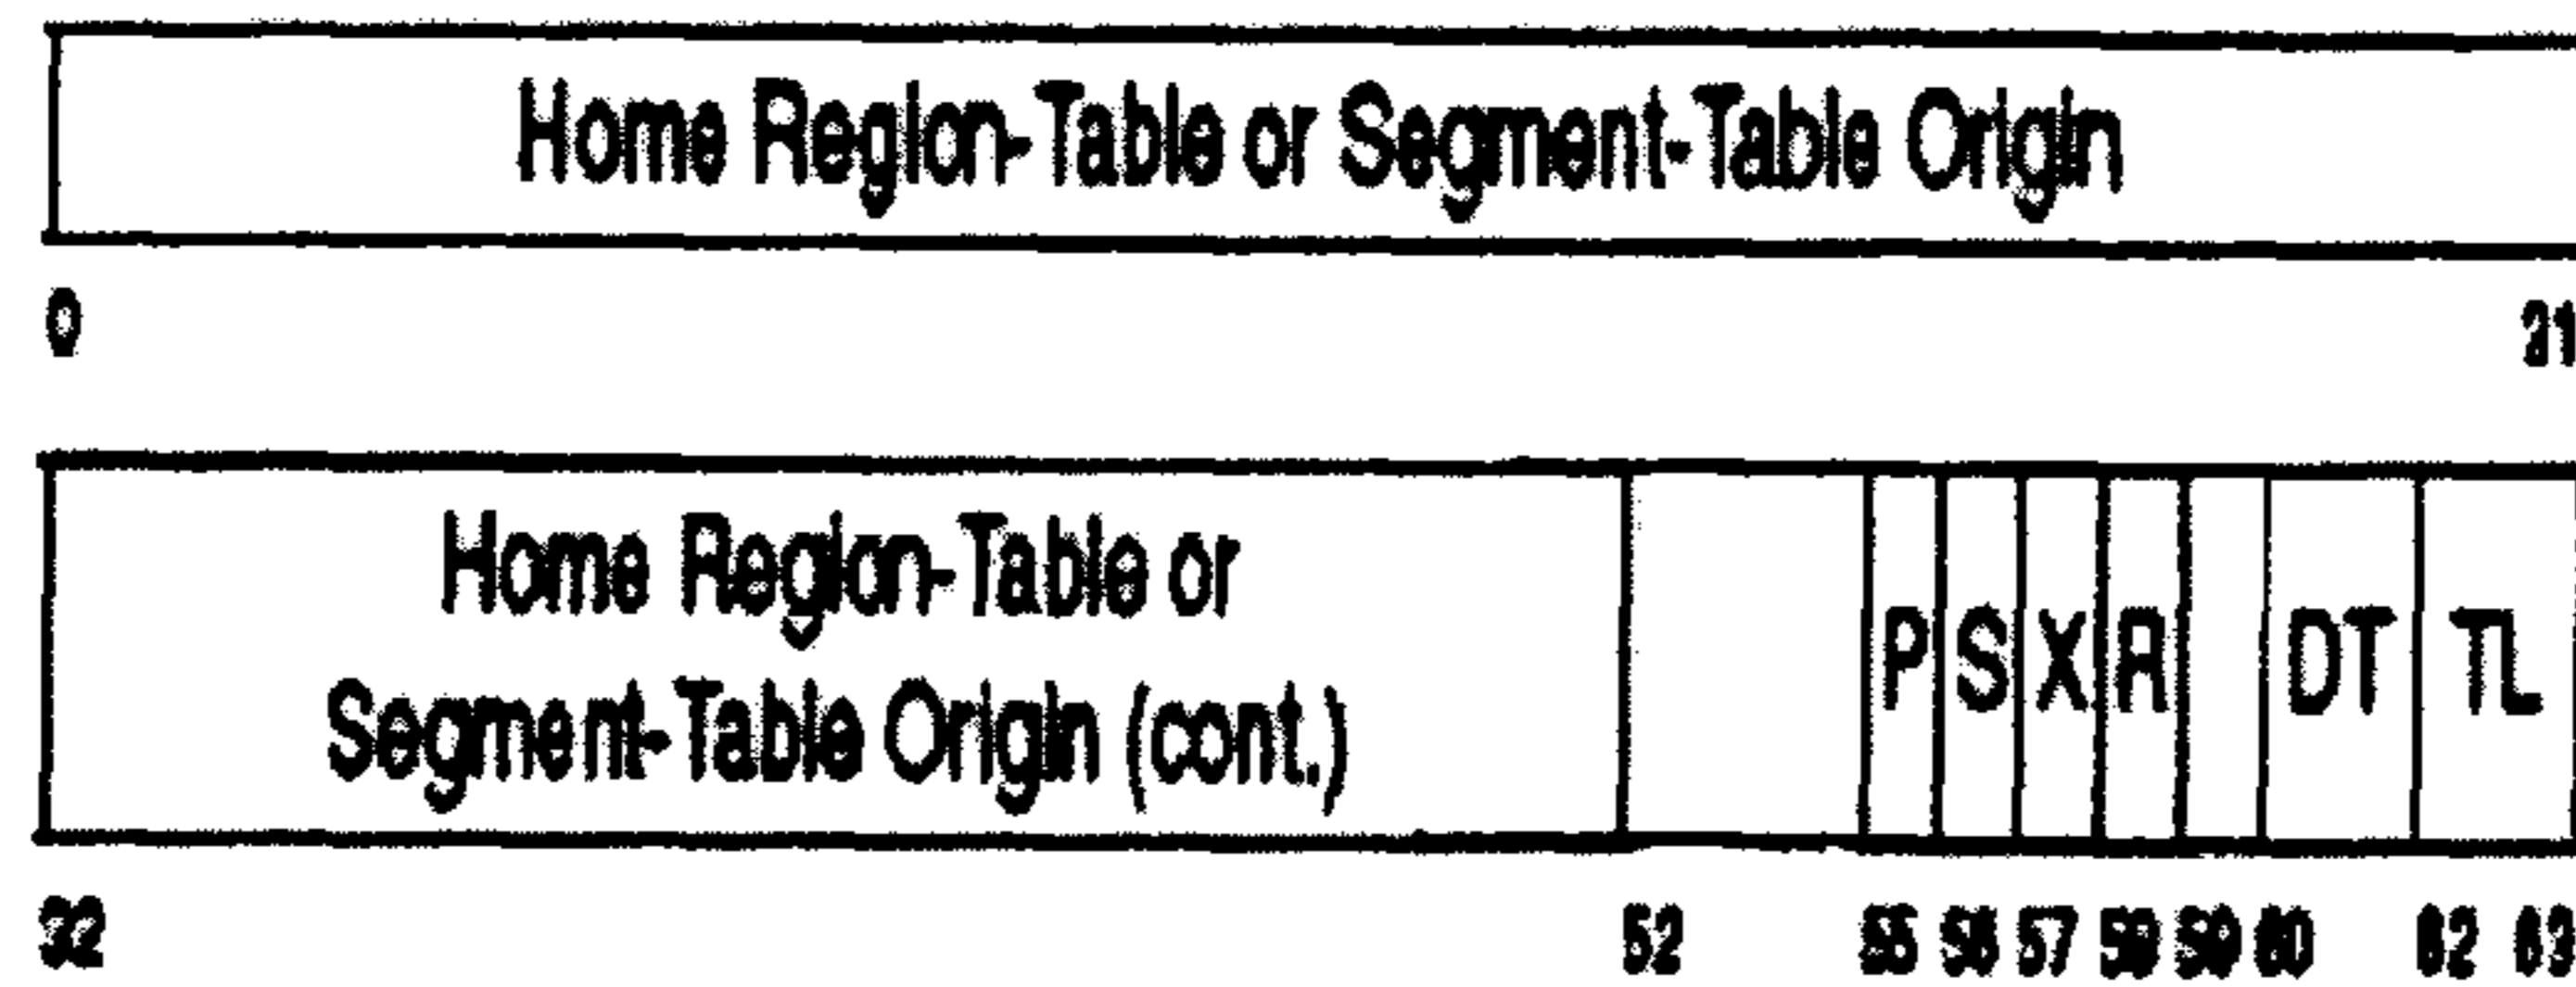 Home Region-Table or Segment-Table Origin
0 31
Home Region-Table or
Segment-Table Origin (cont.)
P S X R DT TL
32 52 55 56 57 58 59 60 62 63